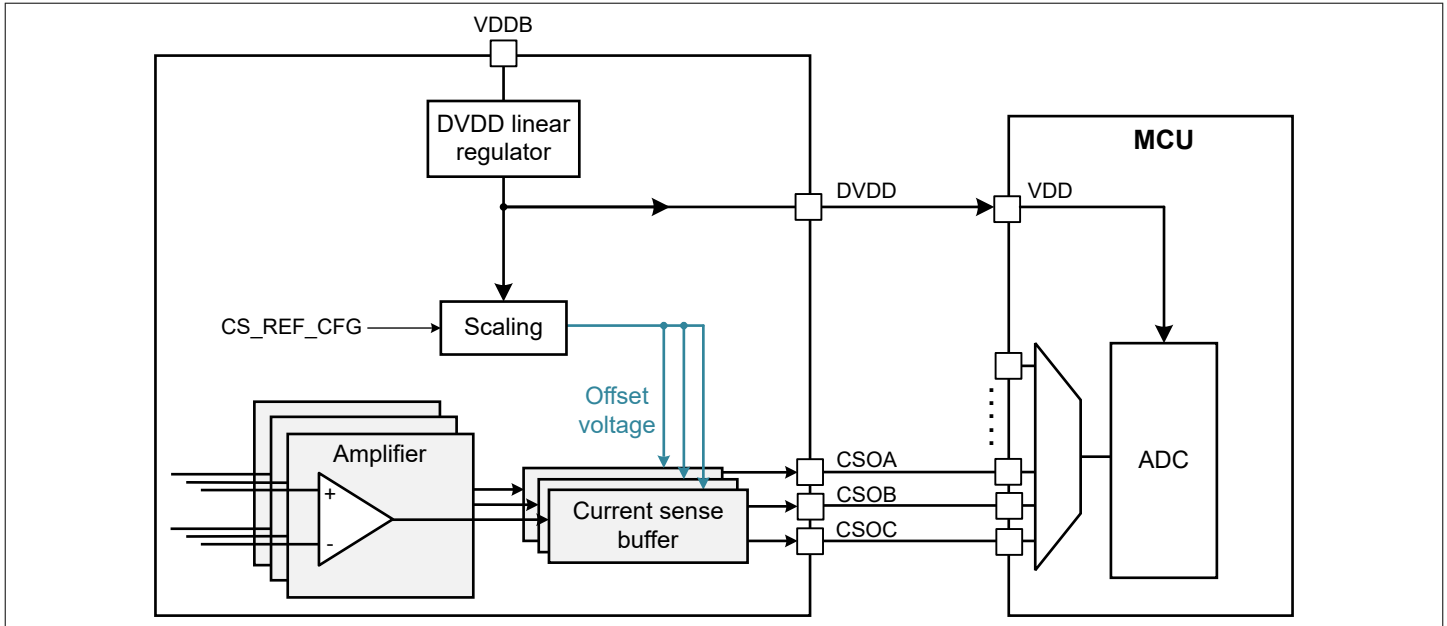 VDDB
DVDD linear
regulator
MCU
DVDD
VDD
CS_REF_CFG
Scaling
Offset
voltage
Amplifier
+
-
Current sense
buffer
CSOA
CSOB
CSOC
ADC